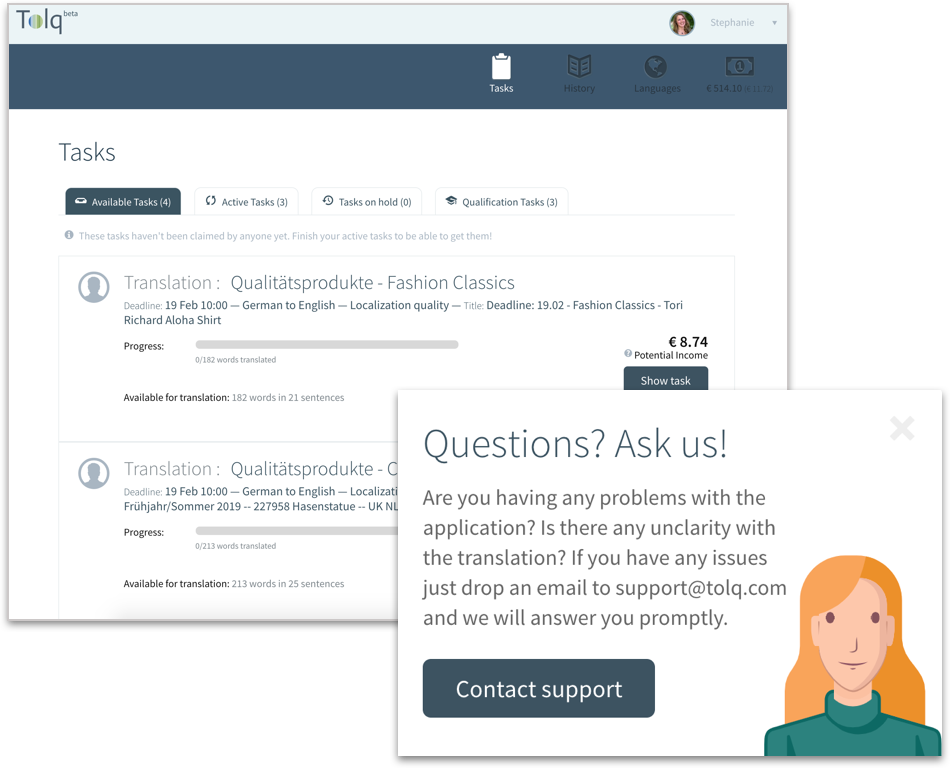 Tolq beta
Stephanie
Tasks
History
Languages
€ 514.10 (€ 11.72)
Tasks
Available Tasks (4)
Active Tasks (3)
Tasks on hold (0)
Qualification Tasks (3)
These tasks haven't been claimed by anyone yet. Finish your active tasks to be able to get them!
Translation : Qualitätsprodukte - Fashion Classics
Deadline: 19 Feb 10:00 — German to English — Localization quality — Title: Deadline: 19.02 - Fashion Classics - Tori
Richard Aloha Shirt
Progress:
0/182 words translated
€ 8.74
Potential Income
Show task
Available for translation: 182 words in 21 sentences
Translation : Qualitätsprodukte - C
Deadline: 19 Feb 10:00 — German to English — Localizati
Frühjahr/Sommer 2019 -- 227958 Hasenstatue -- UK NL
Progress:
0/213 words translated
Available for translation: 213 words in 25 sentences
Questions? Ask us!
Are you having any problems with the
application? Is there any unclarity with
the translation? If you have any issues
just drop an email to support@tolq.com
and we will answer you promptly.
Contact support